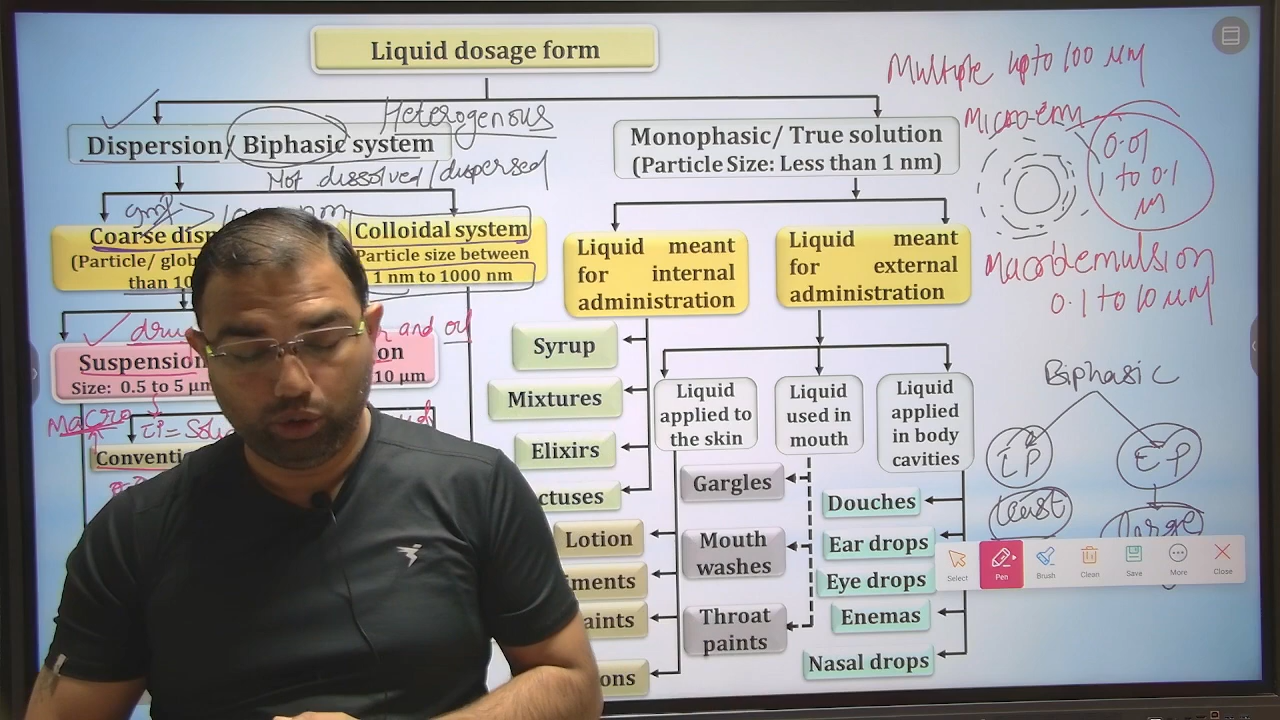 Liquid dosage form
Multiple upto 100 μm
Heterogenous
Micro-em
Dispersion/ Biphasic system
Monophasic/ True solution
(Particle Size: Less than 1 nm)
0.01
to 0.1
μm
Not dissolved/dispersed
Coarse disp
(Particle/ glob
than 10
Colloidal system
Particle size between
1 nm to 1000 nm
Liquid meant
for internal
administration
Liquid meant
for external
administration
0.1 to 10 μm
and oil
Suspension
Size: 0.5 to 5 μm
on
10 μm
Macro
Conventi
Syrup
Mixtures
Elixirs
ctuses
Liquid
applied to
the skin
Liquid
used in
mouth
Liquid
applied
in body
cavities
Biphasic
IP
EP
least
large
Lotion
iments
aints
ons
Gargles
Mouth
washes
Throat
paints
Douches
Ear drops
Eye drops
Enemas
Nasal drops
Select Pen Brush Clean Save More Close